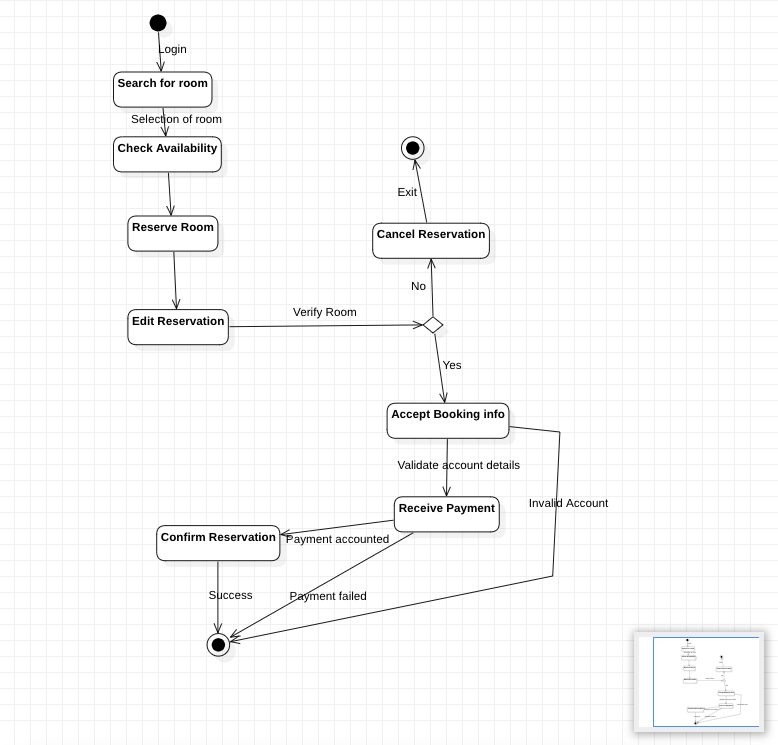 Login
Search for room
Selection of room
Check Availability
Exit
Reserve Room
Cancel Reservation
No
Verify Room
Edit Reservation
Yes
Accept Booking info
Validate account details
Invalid Account
Receive Payment
Confirm Reservation
Payment accounted
Success
Payment failed